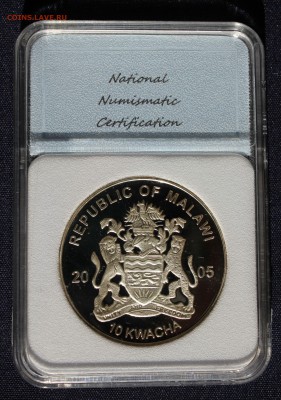 COINS.LAVE.RU
National
Numismatic
Certification
REPUBLIC OF MALAWI
20 05
10 KWACHA